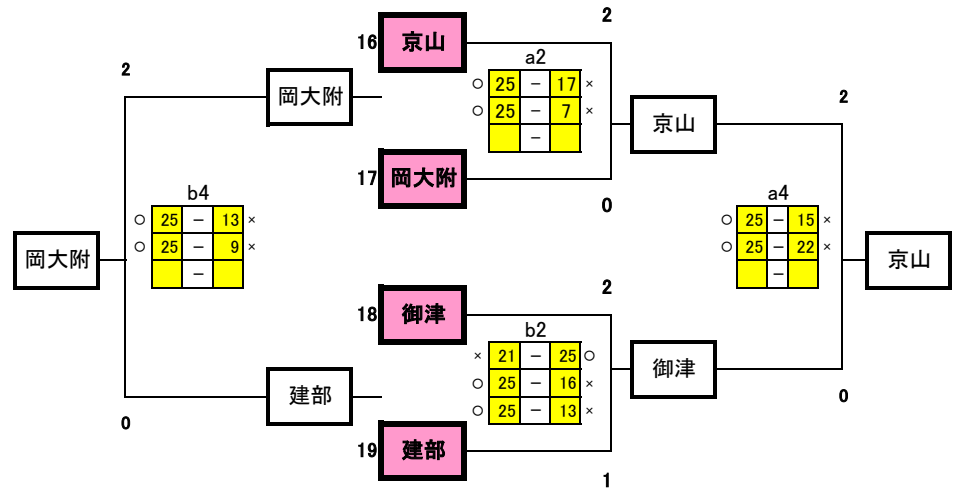 2
16 京山
a2
○ 25 － 17 ×
○ 25 － 7 ×
－
2
岡大附
京山
2
17 岡大附
0
b4
○ 25 － 13 ×
○ 25 － 9 ×
－
a4
○ 25 － 15 ×
○ 25 － 22 ×
－
岡大附
京山
2
18 御津
b2
× 21 － 25 ○
○ 25 － 16 ×
○ 25 － 13 ×
建部
御津
0
0
19 建部
1